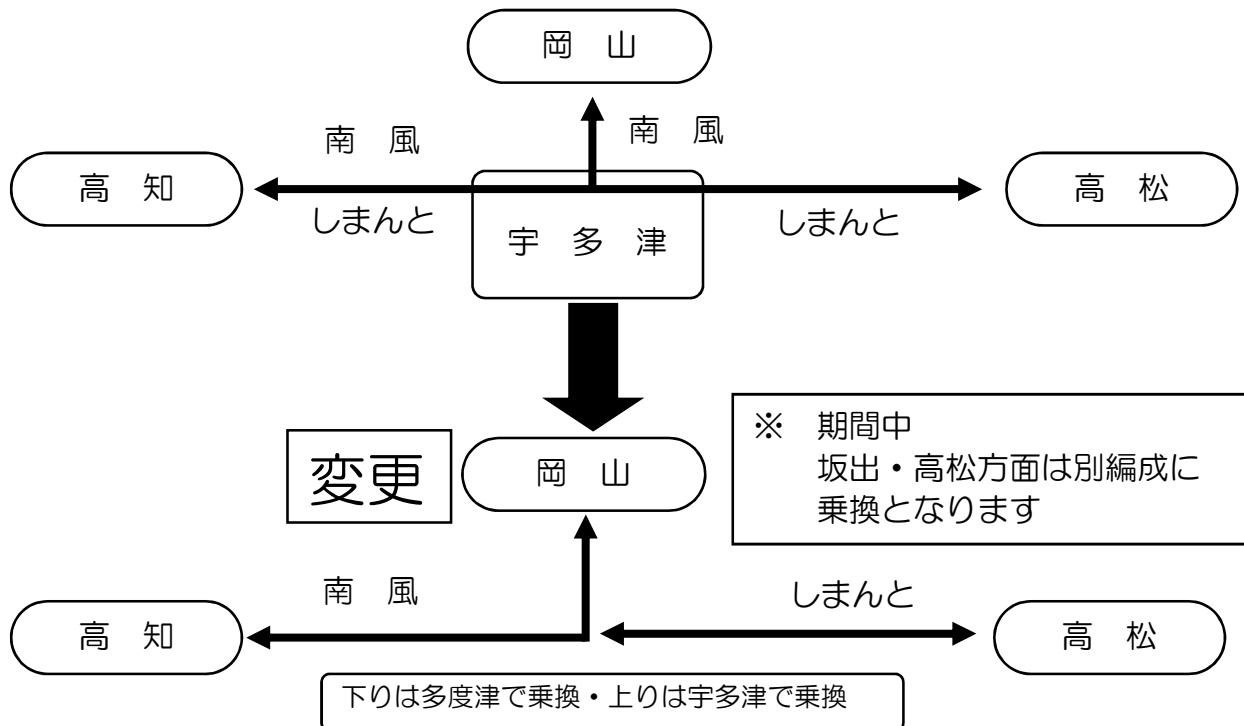 岡　山
南　風
南　風
高　知
高　松
しまんと
しまんと
宇　多　津
※　期間中
坂出・高松方面は別編成に
乗換となります
変更
岡　山
南　風
しまんと
高　知
高　松
下りは多度津で乗換・上りは宇多津で乗換